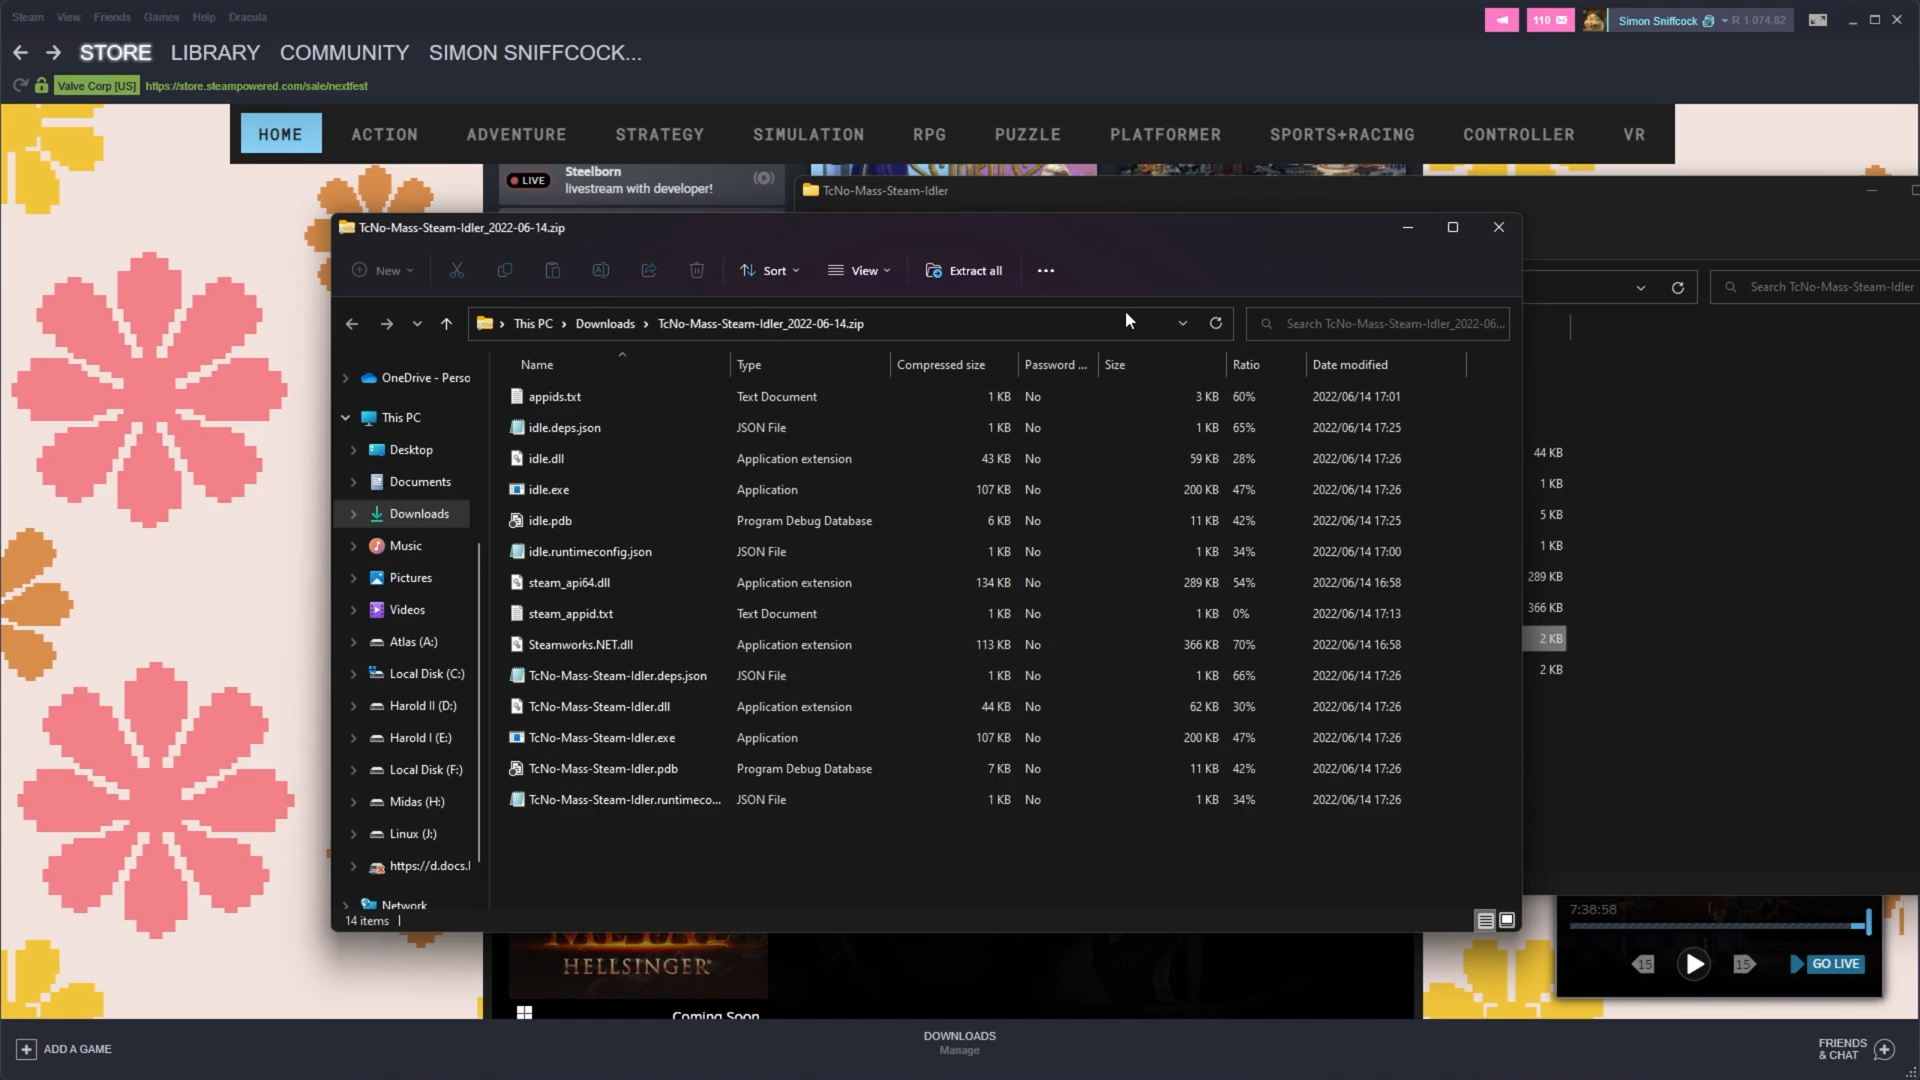 Steam View Friends Games Help Dracula
110 Simon Sniffcock R 1 074.82
STORE LIBRARY COMMUNITY SIMON SNIFFCOCK...
Valve Corp [US] https://store.steampowered.com/sale/nextfest
HOME ACTION ADVENTURE STRATEGY SIMULATION RPG PUZZLE PLATFORMER SPORTS+RACING CONTROLLER VR
LIVE
Steelborn
livestream with developer!
TcNo-Mass-Steam-Idler
TcNo-Mass-Steam-Idler_2022-06-14.zip
New Sort View Extract all
This PC Downloads TcNo-Mass-Steam-Idler_2022-06-14.zip
Search TcNo-Mass-Steam-Idler_2022-06...
Search TcNo-Mass-Steam-Idler
Name Type Compressed size Password ... Size Ratio Date modified
appids.txt Text Document 1 KB No 3 KB 60% 2022/06/14 17:01
idle.deps.json JSON File 1 KB No 1 KB 65% 2022/06/14 17:25
idle.dll Application extension 43 KB No 59 KB 28% 2022/06/14 17:26
idle.exe Application 107 KB No 200 KB 47% 2022/06/14 17:26
idle.pdb Program Debug Database 6 KB No 11 KB 42% 2022/06/14 17:25
idle.runtimeconfig.json JSON File 1 KB No 1 KB 34% 2022/06/14 17:00
steam_api64.dll Application extension 134 KB No 289 KB 54% 2022/06/14 16:58
steam_appid.txt Text Document 1 KB No 1 KB 0% 2022/06/14 17:13
Steamworks.NET.dll Application extension 113 KB No 366 KB 70% 2022/06/14 16:58
TcNo-Mass-Steam-Idler.deps.json JSON File 1 KB No 1 KB 66% 2022/06/14 17:26
TcNo-Mass-Steam-Idler.dll Application extension 44 KB No 62 KB 30% 2022/06/14 17:26
TcNo-Mass-Steam-Idler.exe Application 107 KB No 200 KB 47% 2022/06/14 17:26
TcNo-Mass-Steam-Idler.pdb Program Debug Database 7 KB No 11 KB 42% 2022/06/14 17:26
TcNo-Mass-Steam-Idler.runtimeco... JSON File 1 KB No 1 KB 34% 2022/06/14 17:26
OneDrive - Perso
This PC
Desktop
Documents
Downloads
Music
Pictures
Videos
Atlas (A:)
Local Disk (C:)
Harold II (D:)
Harold I (E:)
Local Disk (F:)
Midas (H:)
Linux (J:)
https://d.docs.l
Network
14 items
44 KB
1 KB
5 KB
1 KB
289 KB
366 KB
2 KB
2 KB
7:38:58
15 15 GO LIVE
METAL
HELLSINGER
Coming Soon
ADD A GAME
DOWNLOADS
Manage
FRIENDS
& CHAT